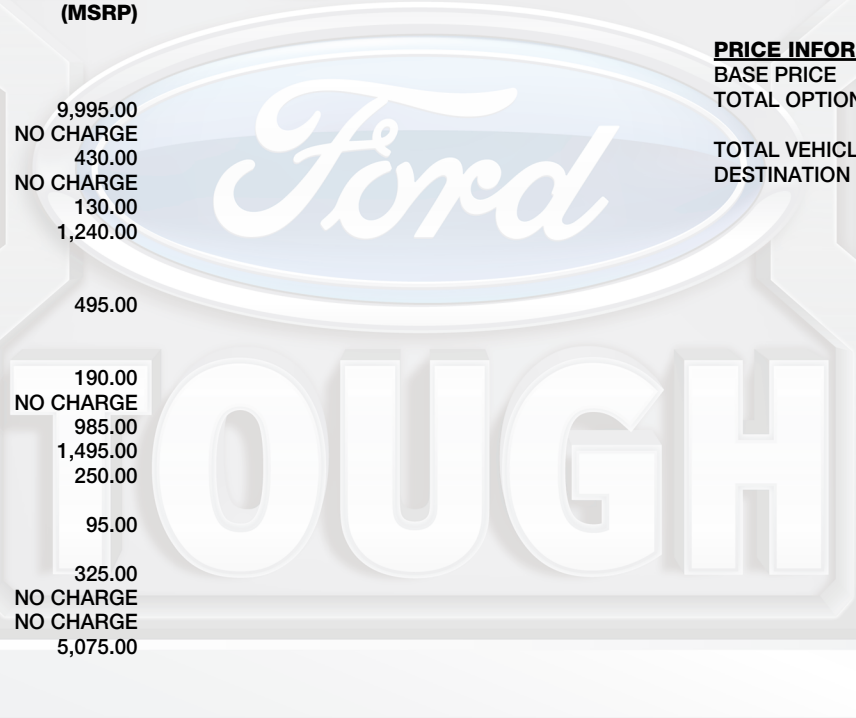 (MSRP)
9,995.00
NO CHARGE
430.00
NO CHARGE
130.00
1,240.00
495.00
190.00
NO CHARGE
985.00
1,495.00
250.00
95.00
325.00
NO CHARGE
NO CHARGE
5,075.00
PRICE INFOR
BASE PRICE
TOTAL OPTION
TOTAL VEHICL
DESTINATION
Ford
TOUGH